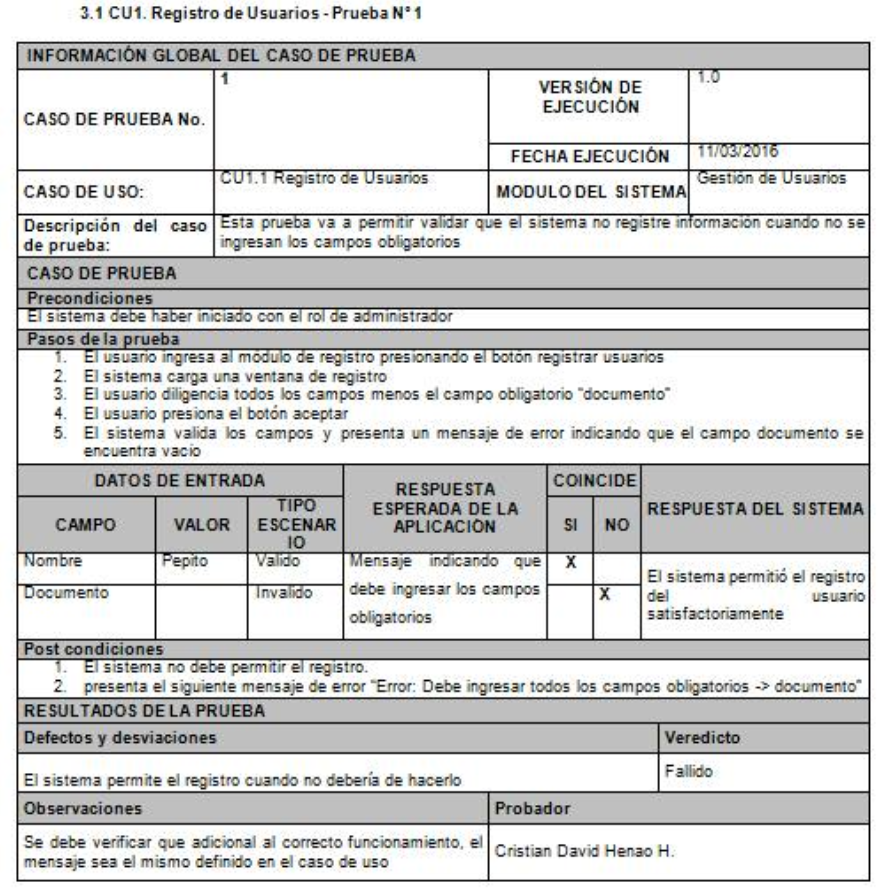 3.1 CU1. Registro de Usuarios - Prueba N° 1
INFORMACIÓN GLOBAL DEL CASO DE PRUEBA
CASO DE PRUEBA No.
1
VERSIÓN DE
EJECUCIÓN
1.0
FECHA EJECUCIÓN
11/03/2016
CASO DE USO:
CU1.1 Registro de Usuarios
MODULO DEL SISTEMA
Gestión de Usuarios
Descripción del caso
de prueba:
Esta prueba va a permitir validar que el sistema no registre información cuando no se
ingresan los campos obligatorios
CASO DE PRUEBA
Precondiciones
El sistema debe haber iniciado con el rol de administrador
Pasos de la prueba
1. El usuario ingresa al módulo de registro presionando el botón registrar usuarios
2. El sistema carga una ventana de registro
3. El usuario diligencia todos los campos menos el campo obligatorio "documento"
4. El usuario presiona el botón aceptar
5. El sistema valida los campos y presenta un mensaje de error indicando que el campo documento se
encuentra vacío
DATOS DE ENTRADA
RESPUESTA
ESPERADA DE LA
APLICACIÓN
COINCIDE
RESPUESTA DEL SISTEMA
CAMPO
VALOR
TIPO
ESCENAR
IO
SI
NO
Nombre
Pepito
Valido
Mensaje indicando que
debe ingresar los campos
obligatorios
X
El sistema permitió el registro
del usuario
satisfactoriamente
Documento
Invalido
X
Post condiciones
1. El sistema no debe permitir el registro.
2. presenta el siguiente mensaje de error "Error: Debe ingresar todos los campos obligatorios -> documento"
RESULTADOS DE LA PRUEBA
Defectos y desviaciones
Veredicto
El sistema permite el registro cuando no debería de hacerlo
Fallido
Observaciones
Probador
Se debe verificar que adicional al correcto funcionamiento, el
mensaje sea el mismo definido en el caso de uso
Cristian David Henao H.